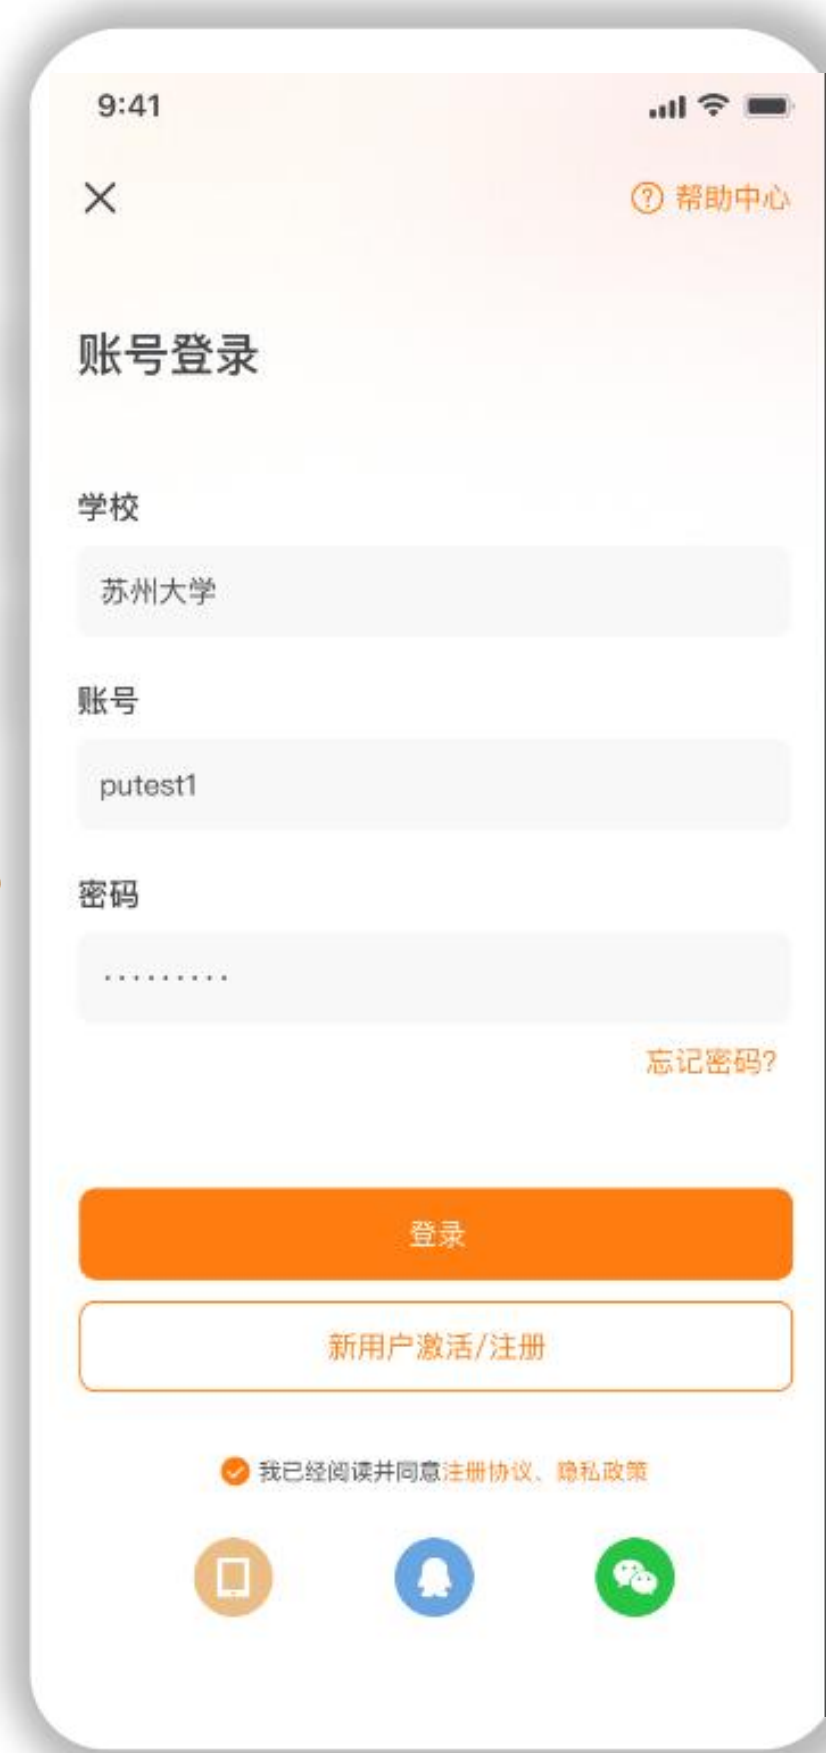 9:41
帮助中心
账号登录
学校
苏州大学
账号
putest1
密码
·········
忘记密码?
登录
新用户激活/注册
我已经阅读并同意注册协议、隐私政策